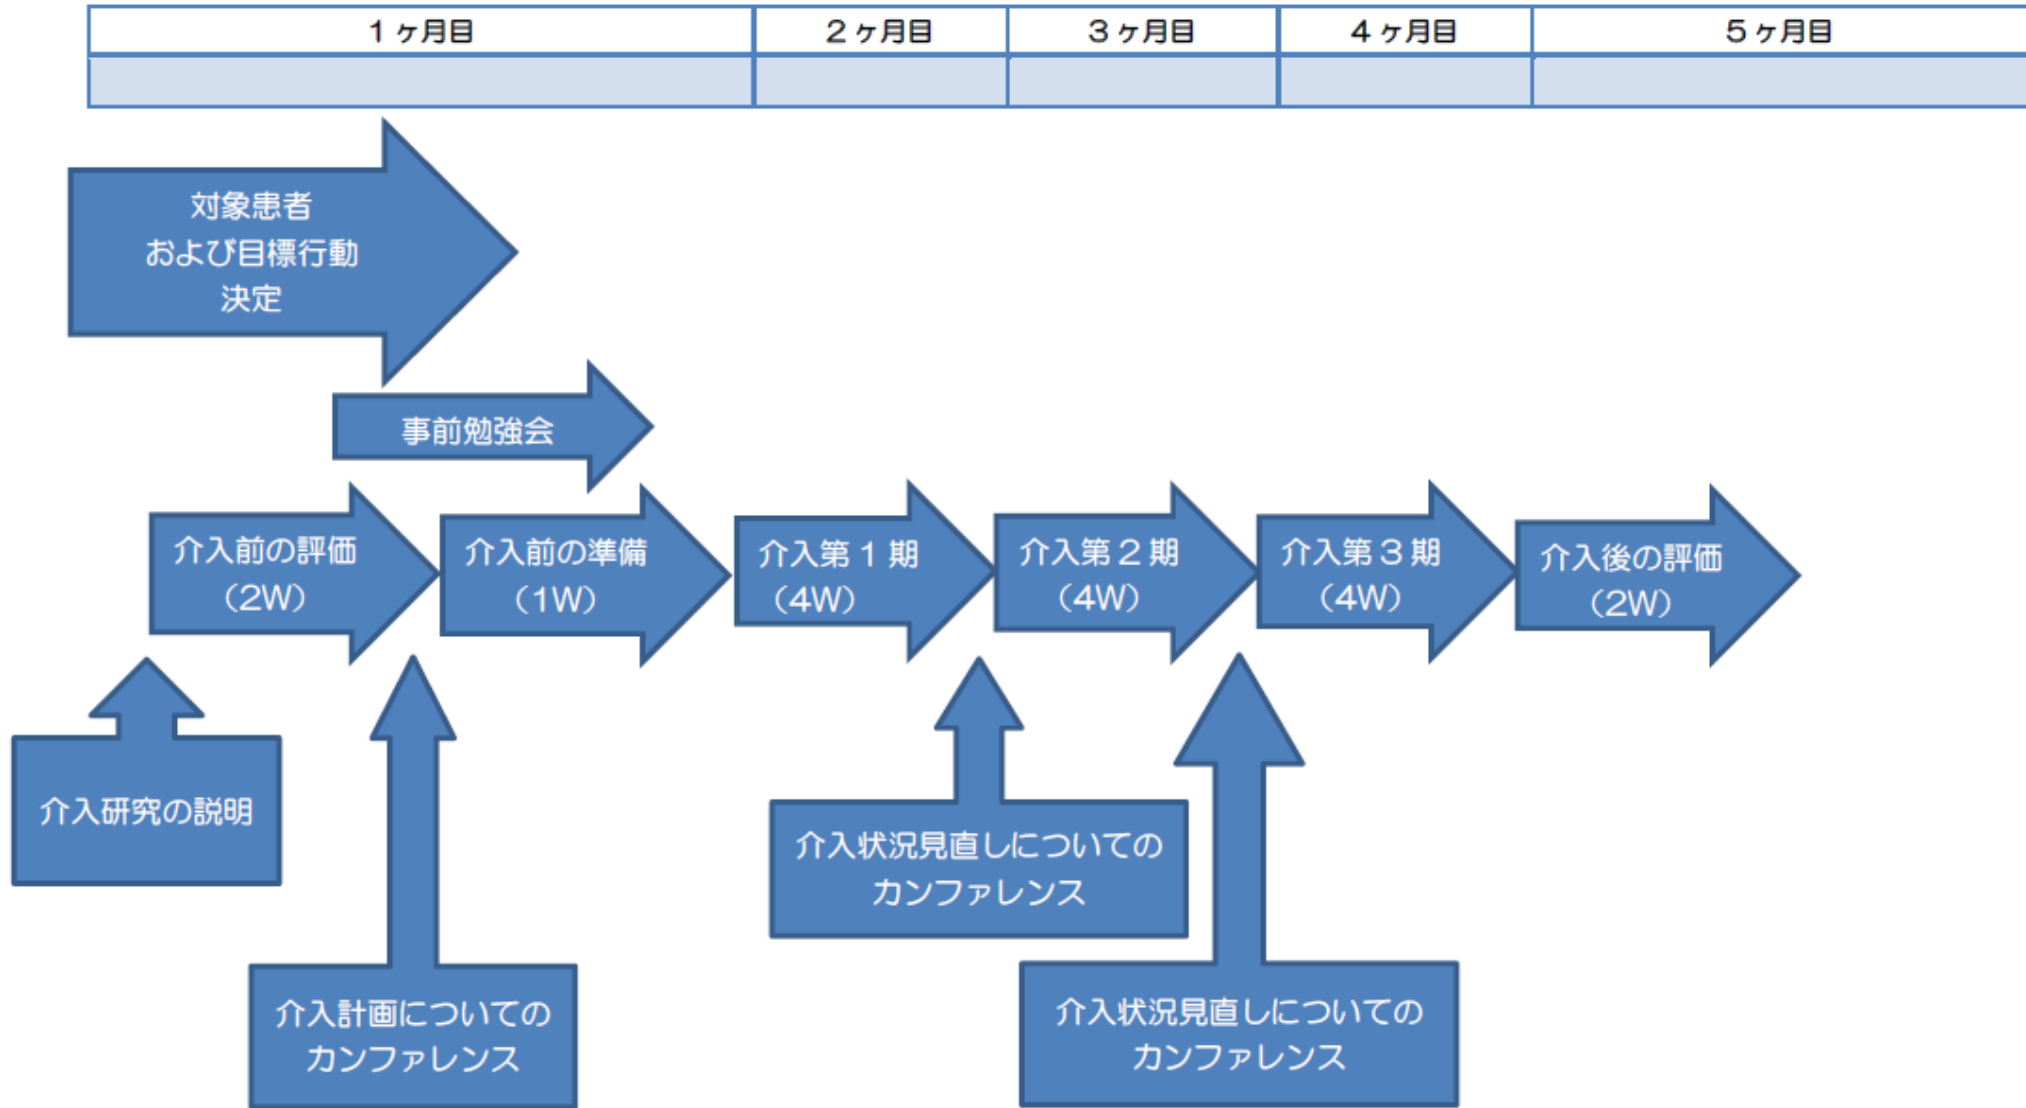 1ヶ月目
2ヶ月目
3ヶ月目
4ヶ月目
5ヶ月目
対象患者
および目標行動
決定
事前勉強会
介入前の評価
（2W）
介入前の準備
（1W）
介入第1期
（4W）
介入第2期
（4W）
介入第3期
（4W）
介入後の評価
（2W）
介入研究の説明
介入状況見直しについての
カンファレンス
介入計画についての
カンファレンス
介入状況見直しについての
カンファレンス